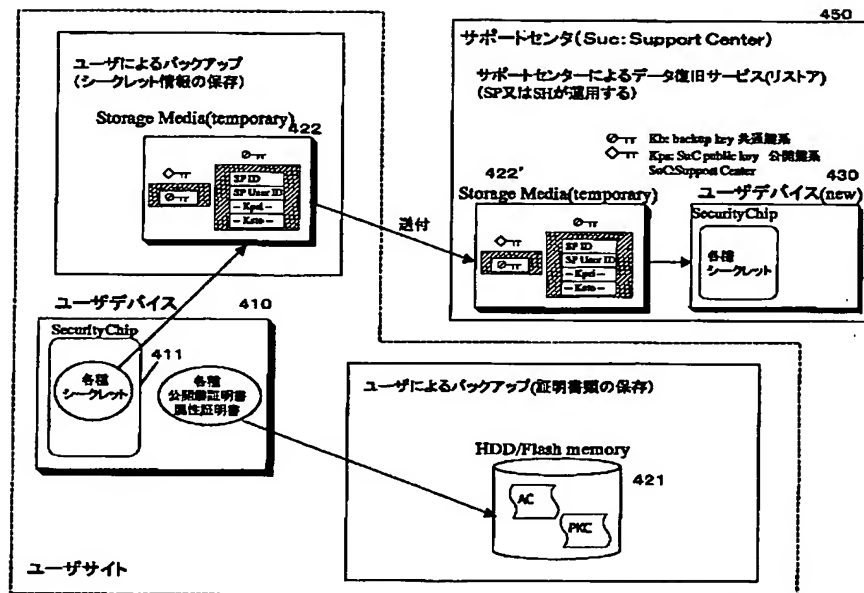 450
サポートセンタ(Suc: Support Center)
サポートセンターによるデータ復旧サービス(リストア)
(SP又はSHが運用する)
Kb: backup key 共通鍵系
Kps: SuC public key 公開鍵系
SuC:Support Center
422'
Storage Media(temporary)
SP ID
SP User ID
430
ユーザデバイス(new)
SecurityChip
各種
シークレット
ユーザによるバックアップ
(シークレット情報の保存)
Storage Media(temporary)
422
SP ID
SP User ID
-- Ksto --
送付
ユーザデバイス
410
SecurityChip
411
各種
シークレット
各種
公開鍵証明書
属性証明書
ユーザによるバックアップ(証明書類の保存)
HDD/Flash memory
421
AC
PKC
ユーザサイト